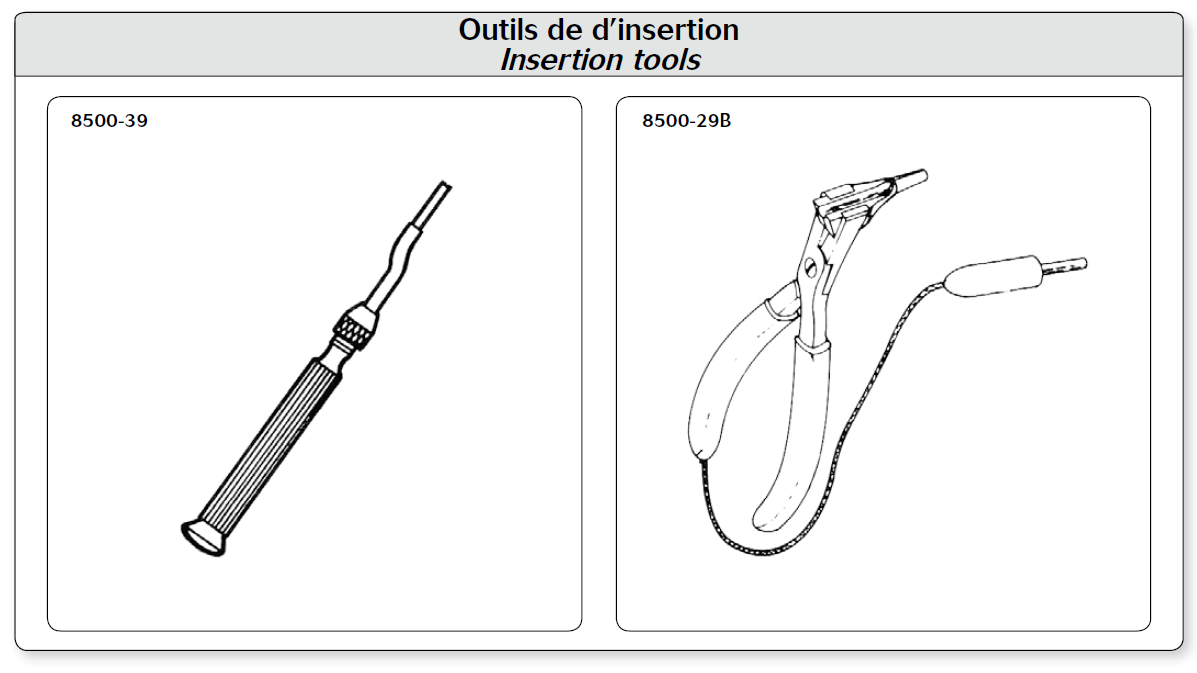 Outils de d’insertion
Insertion tools
8500-39
8500-29B